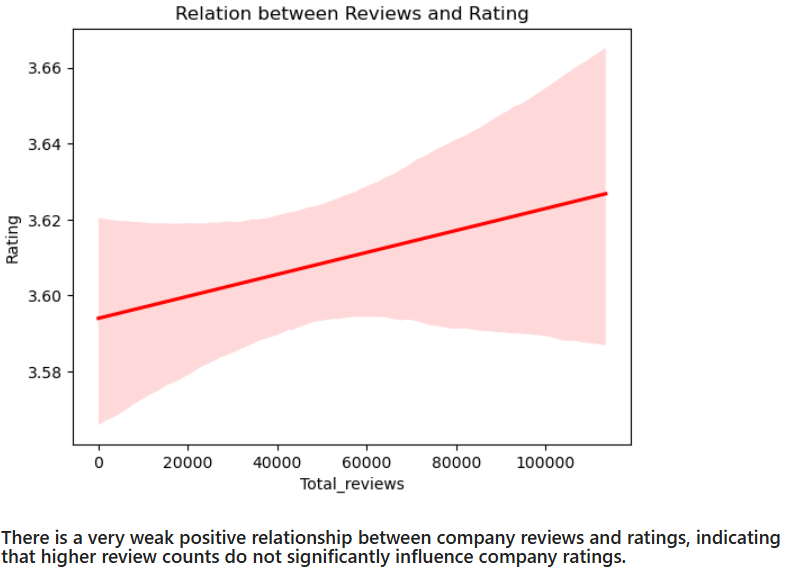 Relation between Reviews and Rating
3.66
3.64
3.62
3.60
3.58
Rating
0 20000 40000 60000 80000 100000
Total_reviews
There is a very weak positive relationship between company reviews and ratings, indicating
that higher review counts do not significantly influence company ratings.